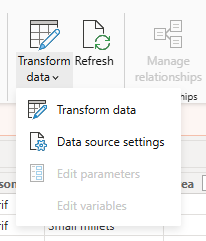 Transform
data
Refresh
Manage
relationships
Transform data
Data source settings
Edit parameters
Edit variables
Small millets